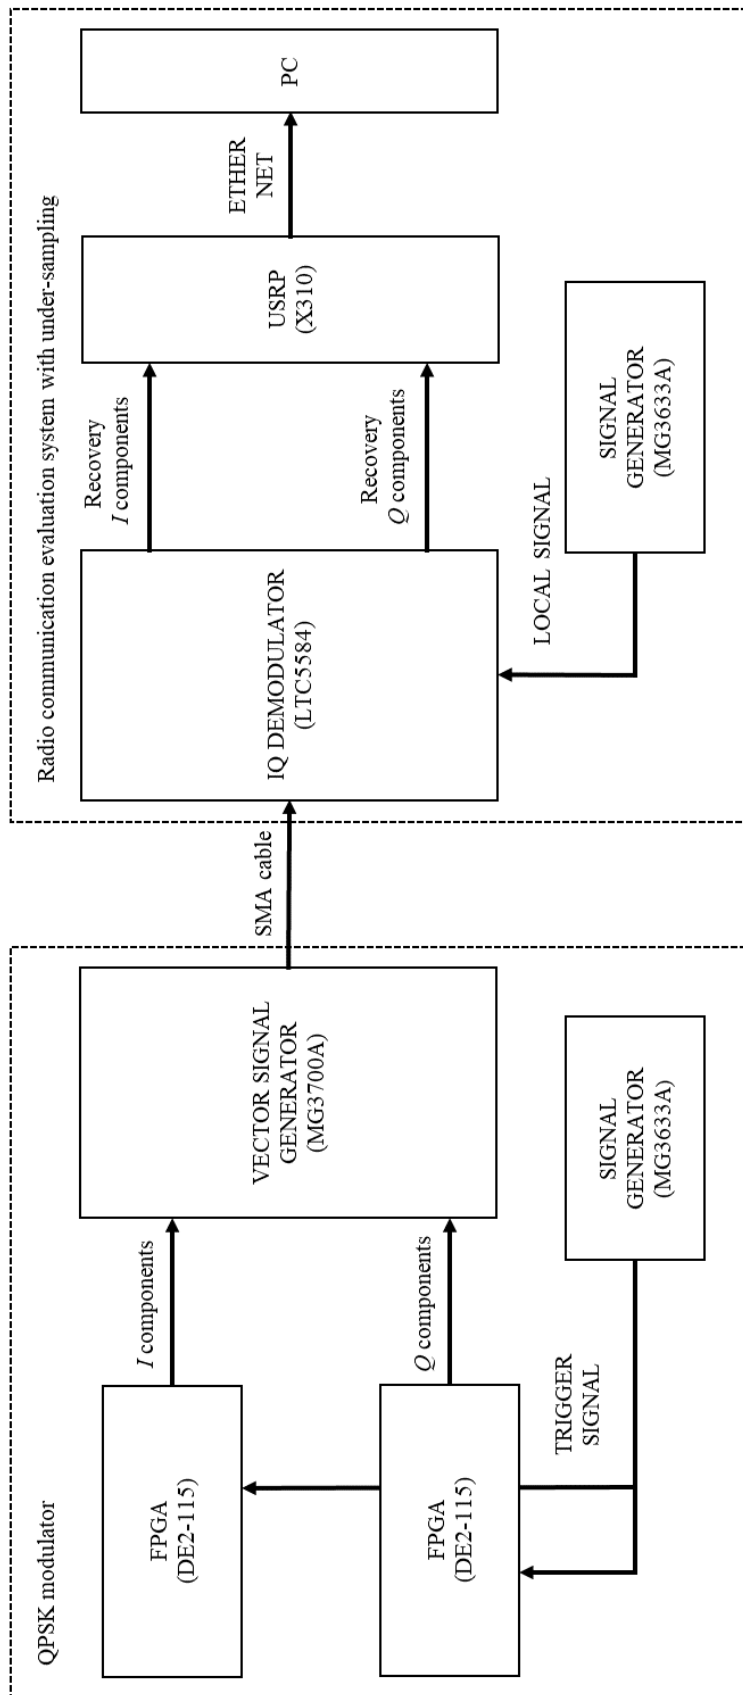 QPSK modulator
FPGA
(DE2-115)
FPGA
(DE2-115)
I components
Q components
TRIGGER
SIGNAL
VECTOR SIGNAL
GENERATOR
(MG3700A)
SIGNAL
GENERATOR
(MG3633A)
SMA cable
Radio communication evaluation system with under-sampling
IQ DEMODULATOR
(LTC5584)
LOCAL SIGNAL
SIGNAL
GENERATOR
(MG3633A)
Recovery
I components
Recovery
Q components
USRP
(X310)
ETHER
NET
PC